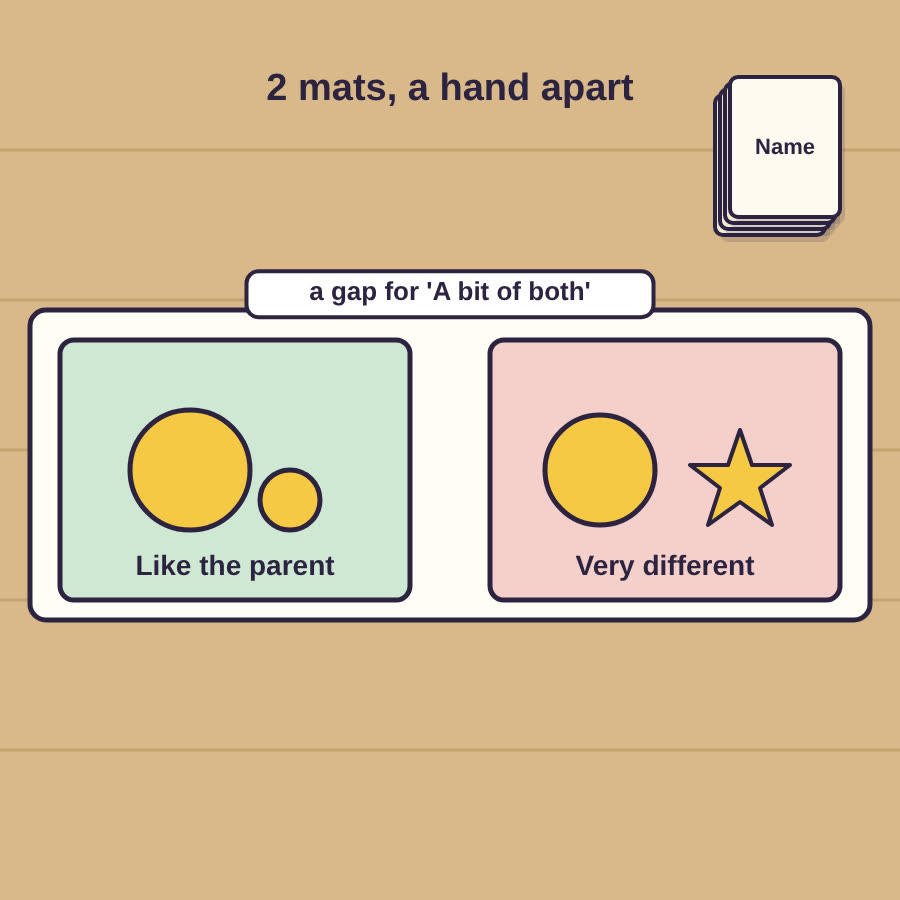 2 mats, a hand apart
Name
a gap for 'A bit of both'
Like the parent
Very different